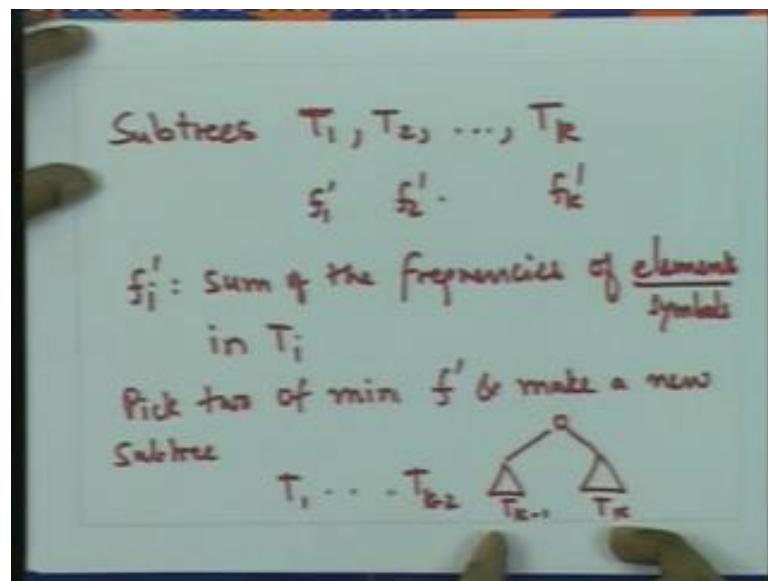 Subtrees T₁, T₂, ..., Tₖ
f₁' f₂'. fₖ'
fᵢ': sum of the frequencies of element
symbols
in Tᵢ
Pick two of min f' & make a new
Subtree
T₁ . . . Tₖ₋₂ Tₖ₋₁ Tₖ